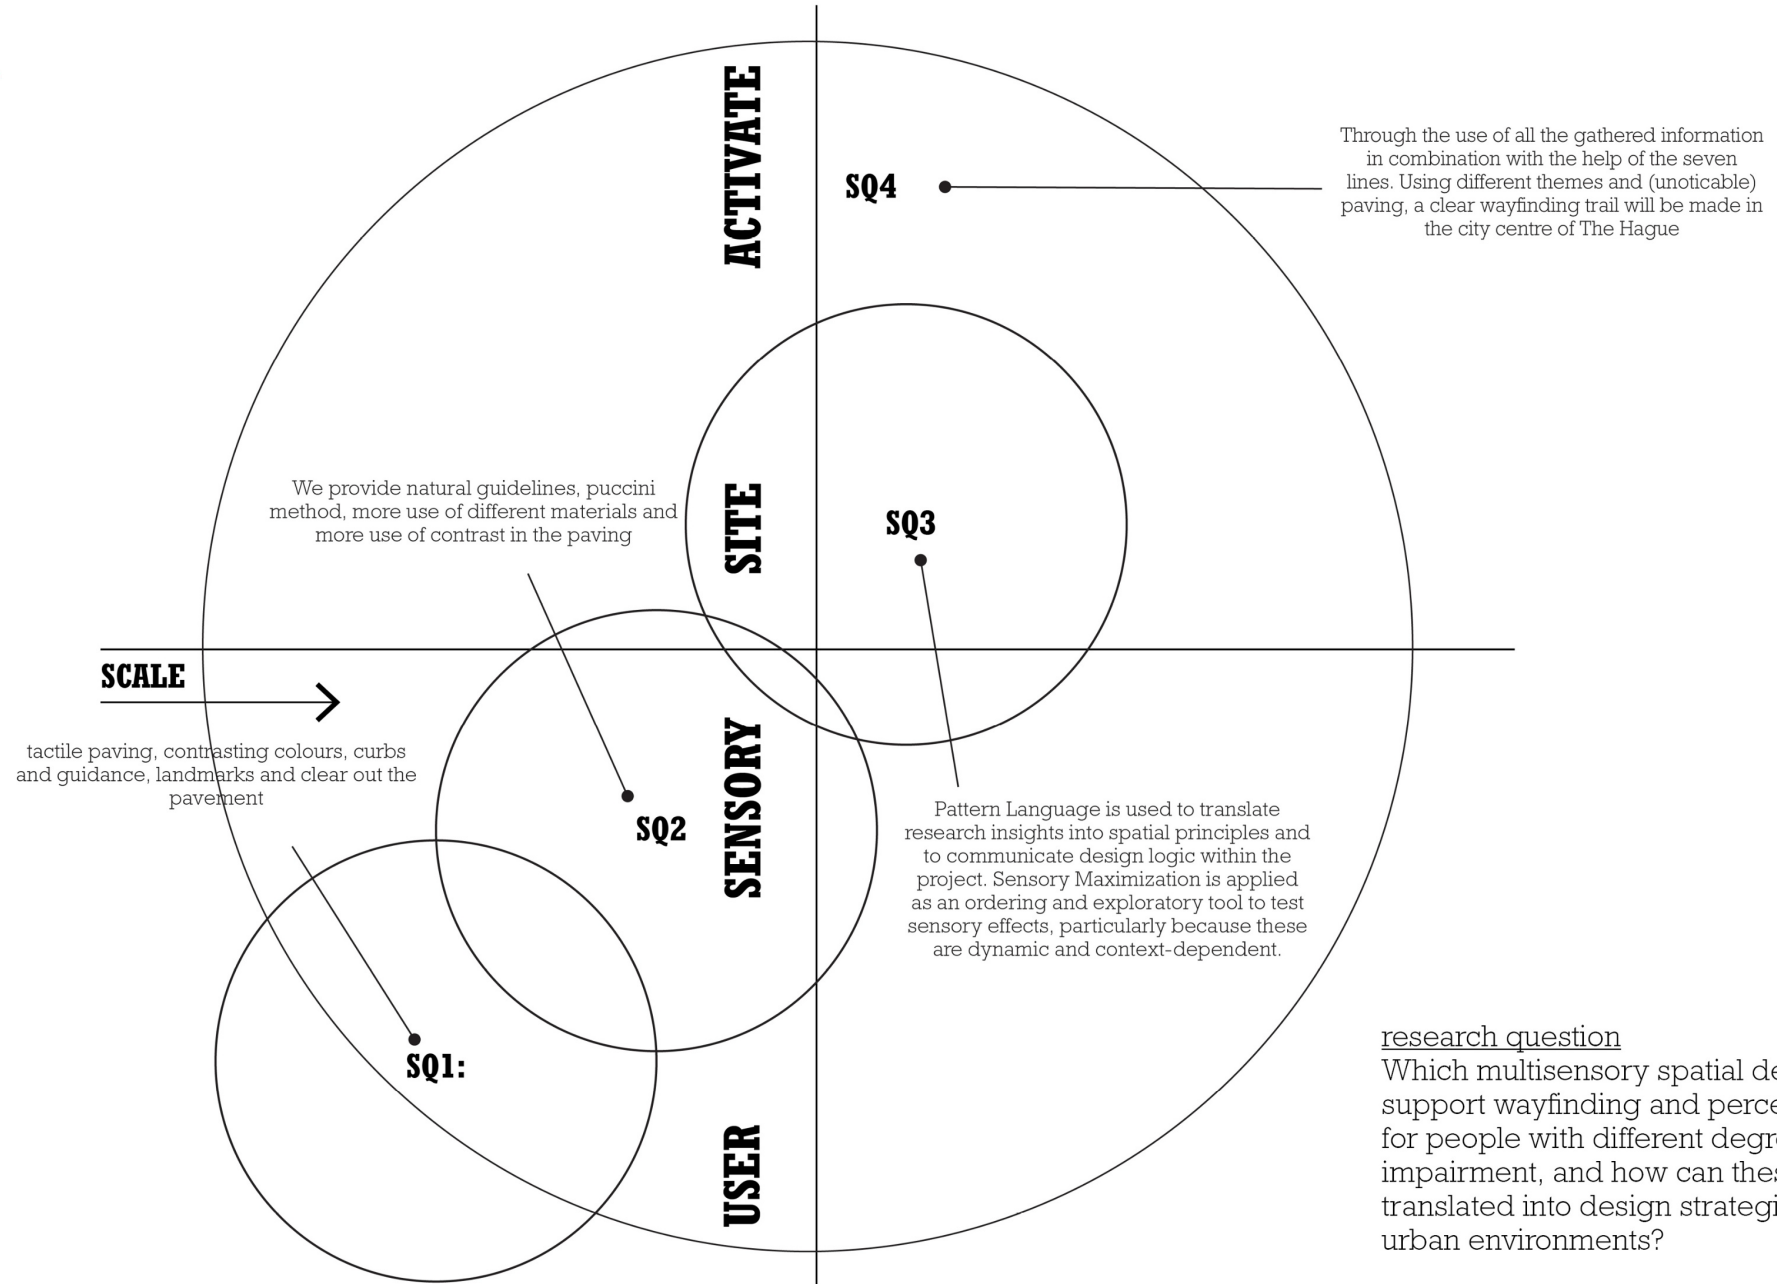 ACTIVATE
SQ4
Through the use of all the gathered information
in combination with the help of the seven
lines. Using different themes and (unoticable)
paving, a clear wayfinding trail will be made in
the city centre of The Hague
We provide natural guidelines, puccini
method, more use of different materials and
more use of contrast in the paving
SITE
SQ3
SCALE
tactile paving, contrasting colours, curbs
and guidance, landmarks and clear out the
pavement
SENSORY
SQ2
Pattern Language is used to translate
research insights into spatial principles and
to communicate design logic within the
project. Sensory Maximization is applied
as an ordering and exploratory tool to test
sensory effects, particularly because these
are dynamic and context-dependent.
SQ1:
USER
research question
Which multisensory spatial de
support wayfinding and perce
for people with different degr
impairment, and how can thes
translated into design strategi
urban environments?